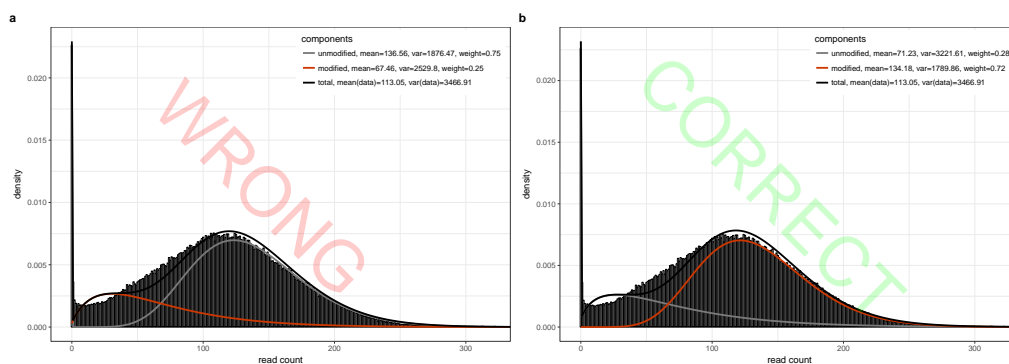 a
components
unmodified, mean=136.56, var=1876.47, weight=0.75
modified, mean=67.46, var=2529.8, weight=0.25
total, mean(data)=113.05, var(data)=3466.91
WRONG
0.020
0.015
0.010
0.005
0.000
density
0
100
200
300
read count
b
components
unmodified, mean=71.23, var=3221.61, weight=0.28
modified, mean=134.18, var=1789.86, weight=0.72
total, mean(data)=113.05, var(data)=3466.91
CORRECT
0.020
0.015
0.010
0.005
0.000
density
0
100
200
300
read count